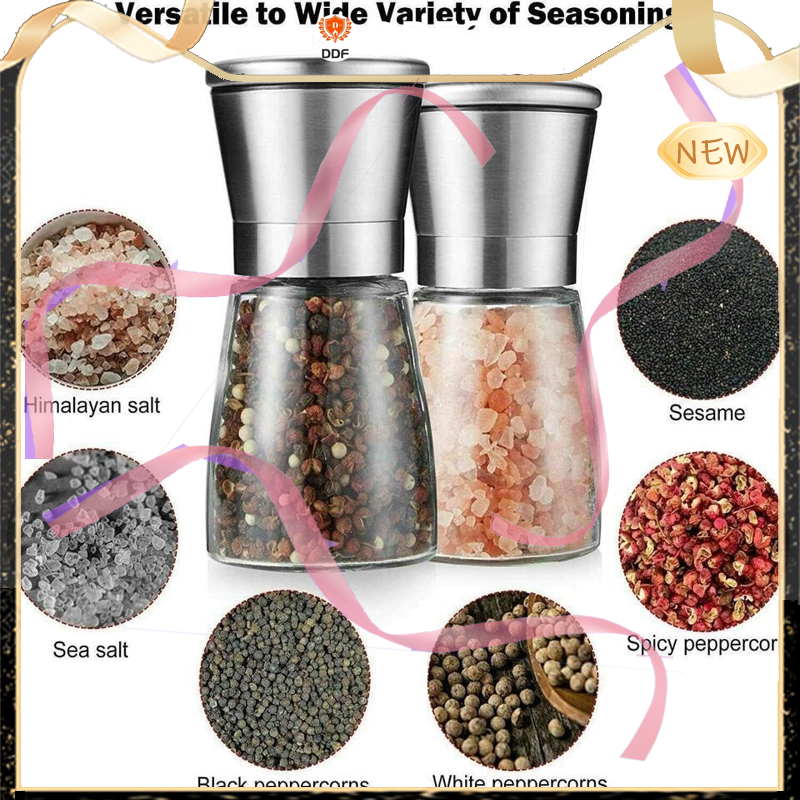 Versatile to Wide Variety of Seasoning
DDF
NEW
Himalayan salt
Sesame
Sea salt
Spicy peppercor
Black peppercorns
White peppercorns